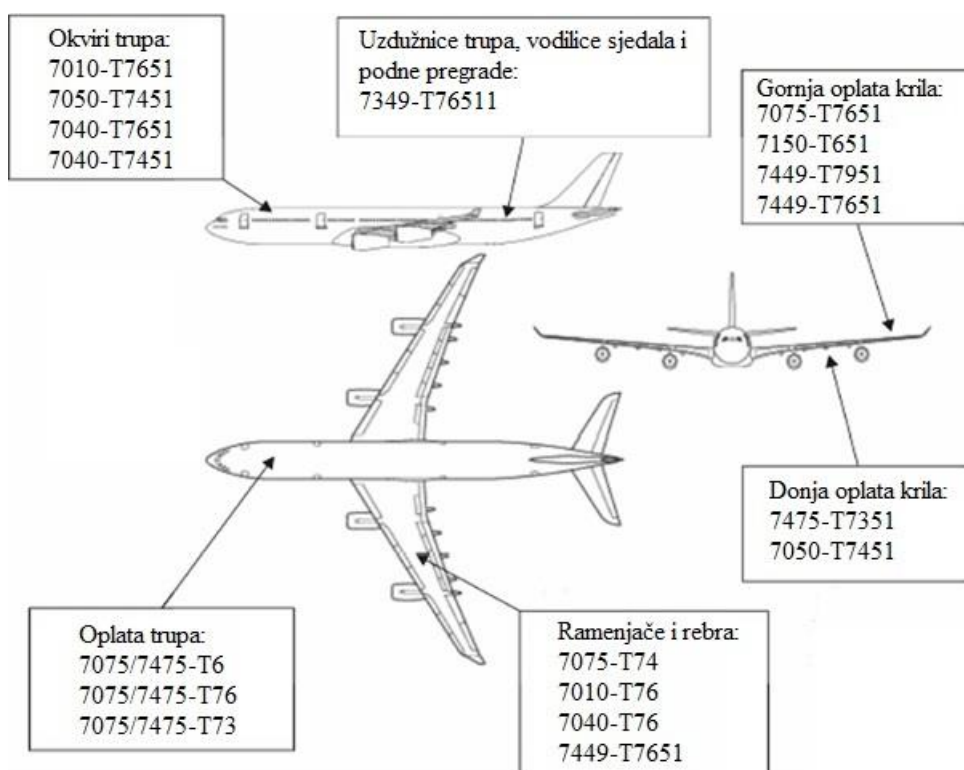 Okviri trupa:
7010-T7651
7050-T7451
7040-T7651
7040-T7451
Uzdužnice trupa, vodilice sjedala i
podne pregrade:
7349-T76511
Gornja oplata krila:
7075-T7651
7150-T651
7449-T7951
7449-T7651
Donja oplata krila:
7475-T7351
7050-T7451
Oplata trupa:
7075/7475-T6
7075/7475-T76
7075/7475-T73
Ramenjače i rebra:
7075-T74
7010-T76
7040-T76
7449-T7651